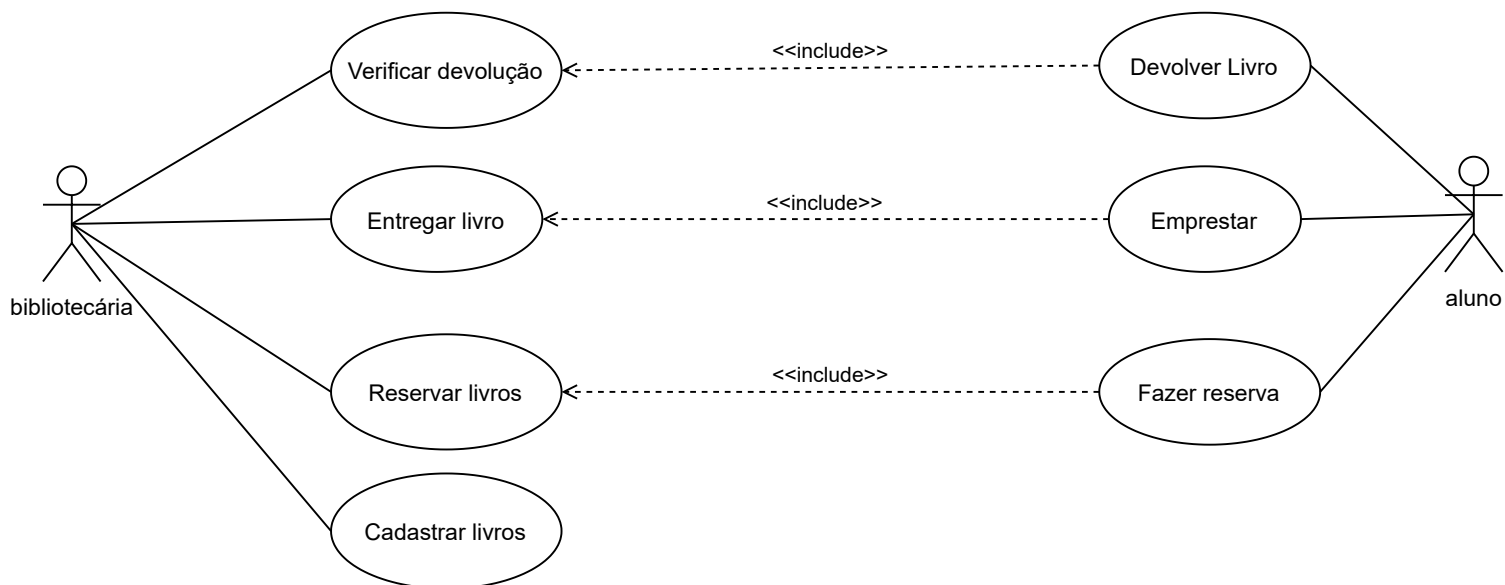 <<include>>
Verificar devolução
Devolver Livro
<<include>>
Entregar livro
Emprestar
bibliotecária
aluno
<<include>>
Reservar livros
Fazer reserva
Cadastrar livros